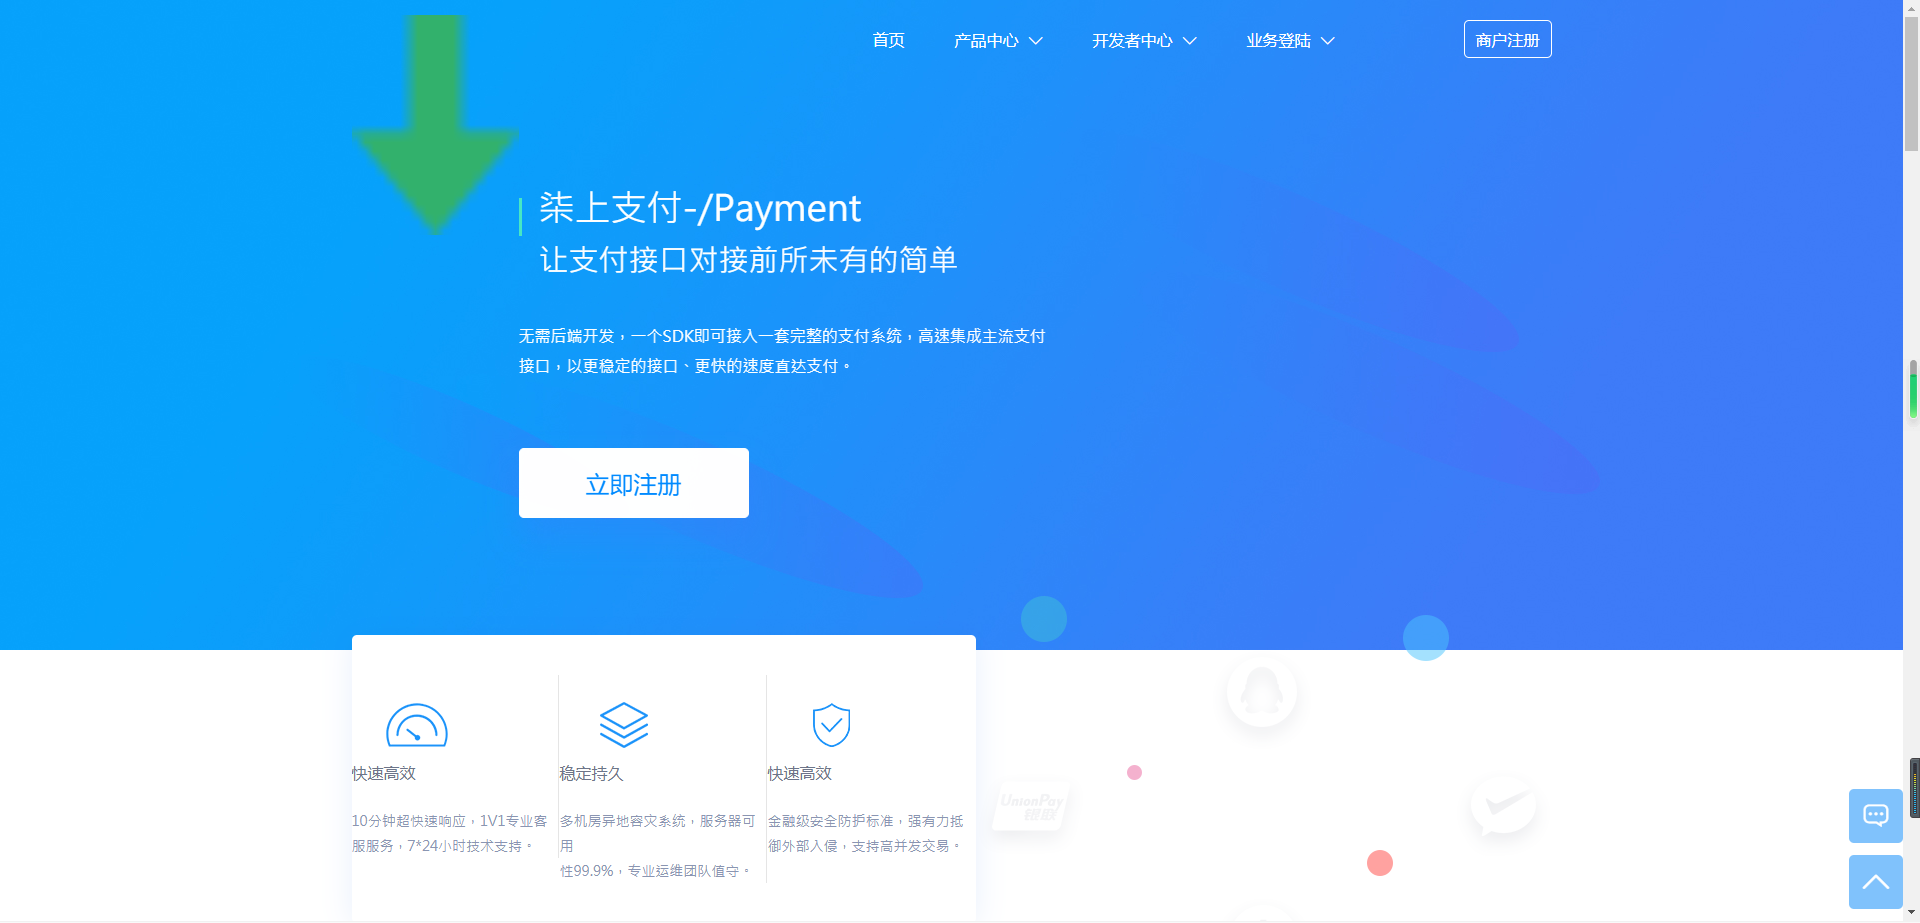 首页
产品中心
开发者中心
业务登陆
商户注册
柒上支付-/Payment
让支付接口对接前所未有的简单
无需后端开发，一个SDK即可接入一套完整的支付系统，高速集成主流支付
接口，以更稳定的接口、更快的速度直达支付。
立即注册
快速高效
10分钟超快速响应，1V1专业客
服服务，7*24小时技术支持。
稳定持久
多机房异地容灾系统，服务器可
用
性99.9%，专业运维团队值守。
快速高效
金融级安全防护标准，强有力抵
御外部入侵，支持高并发交易。
UnionPay
银联